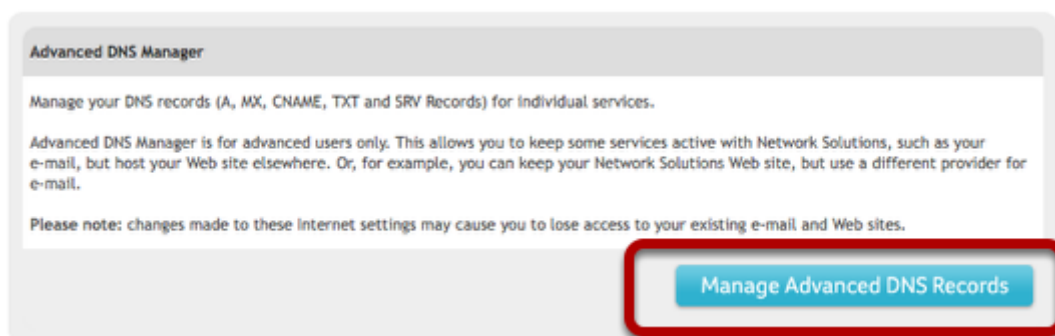 Advanced DNS Manager
Manage your DNS records (A, MX, CNAME, TXT and SRV Records) for individual services.
Advanced DNS Manager is for advanced users only. This allows you to keep some services active with Network Solutions, such as your
e-mail, but host your Web site elsewhere. Or, for example, you can keep your Network Solutions Web site, but use a different provider for
e-mail.
Please note: changes made to these Internet settings may cause you to lose access to your existing e-mail and Web sites.
Manage Advanced DNS Records